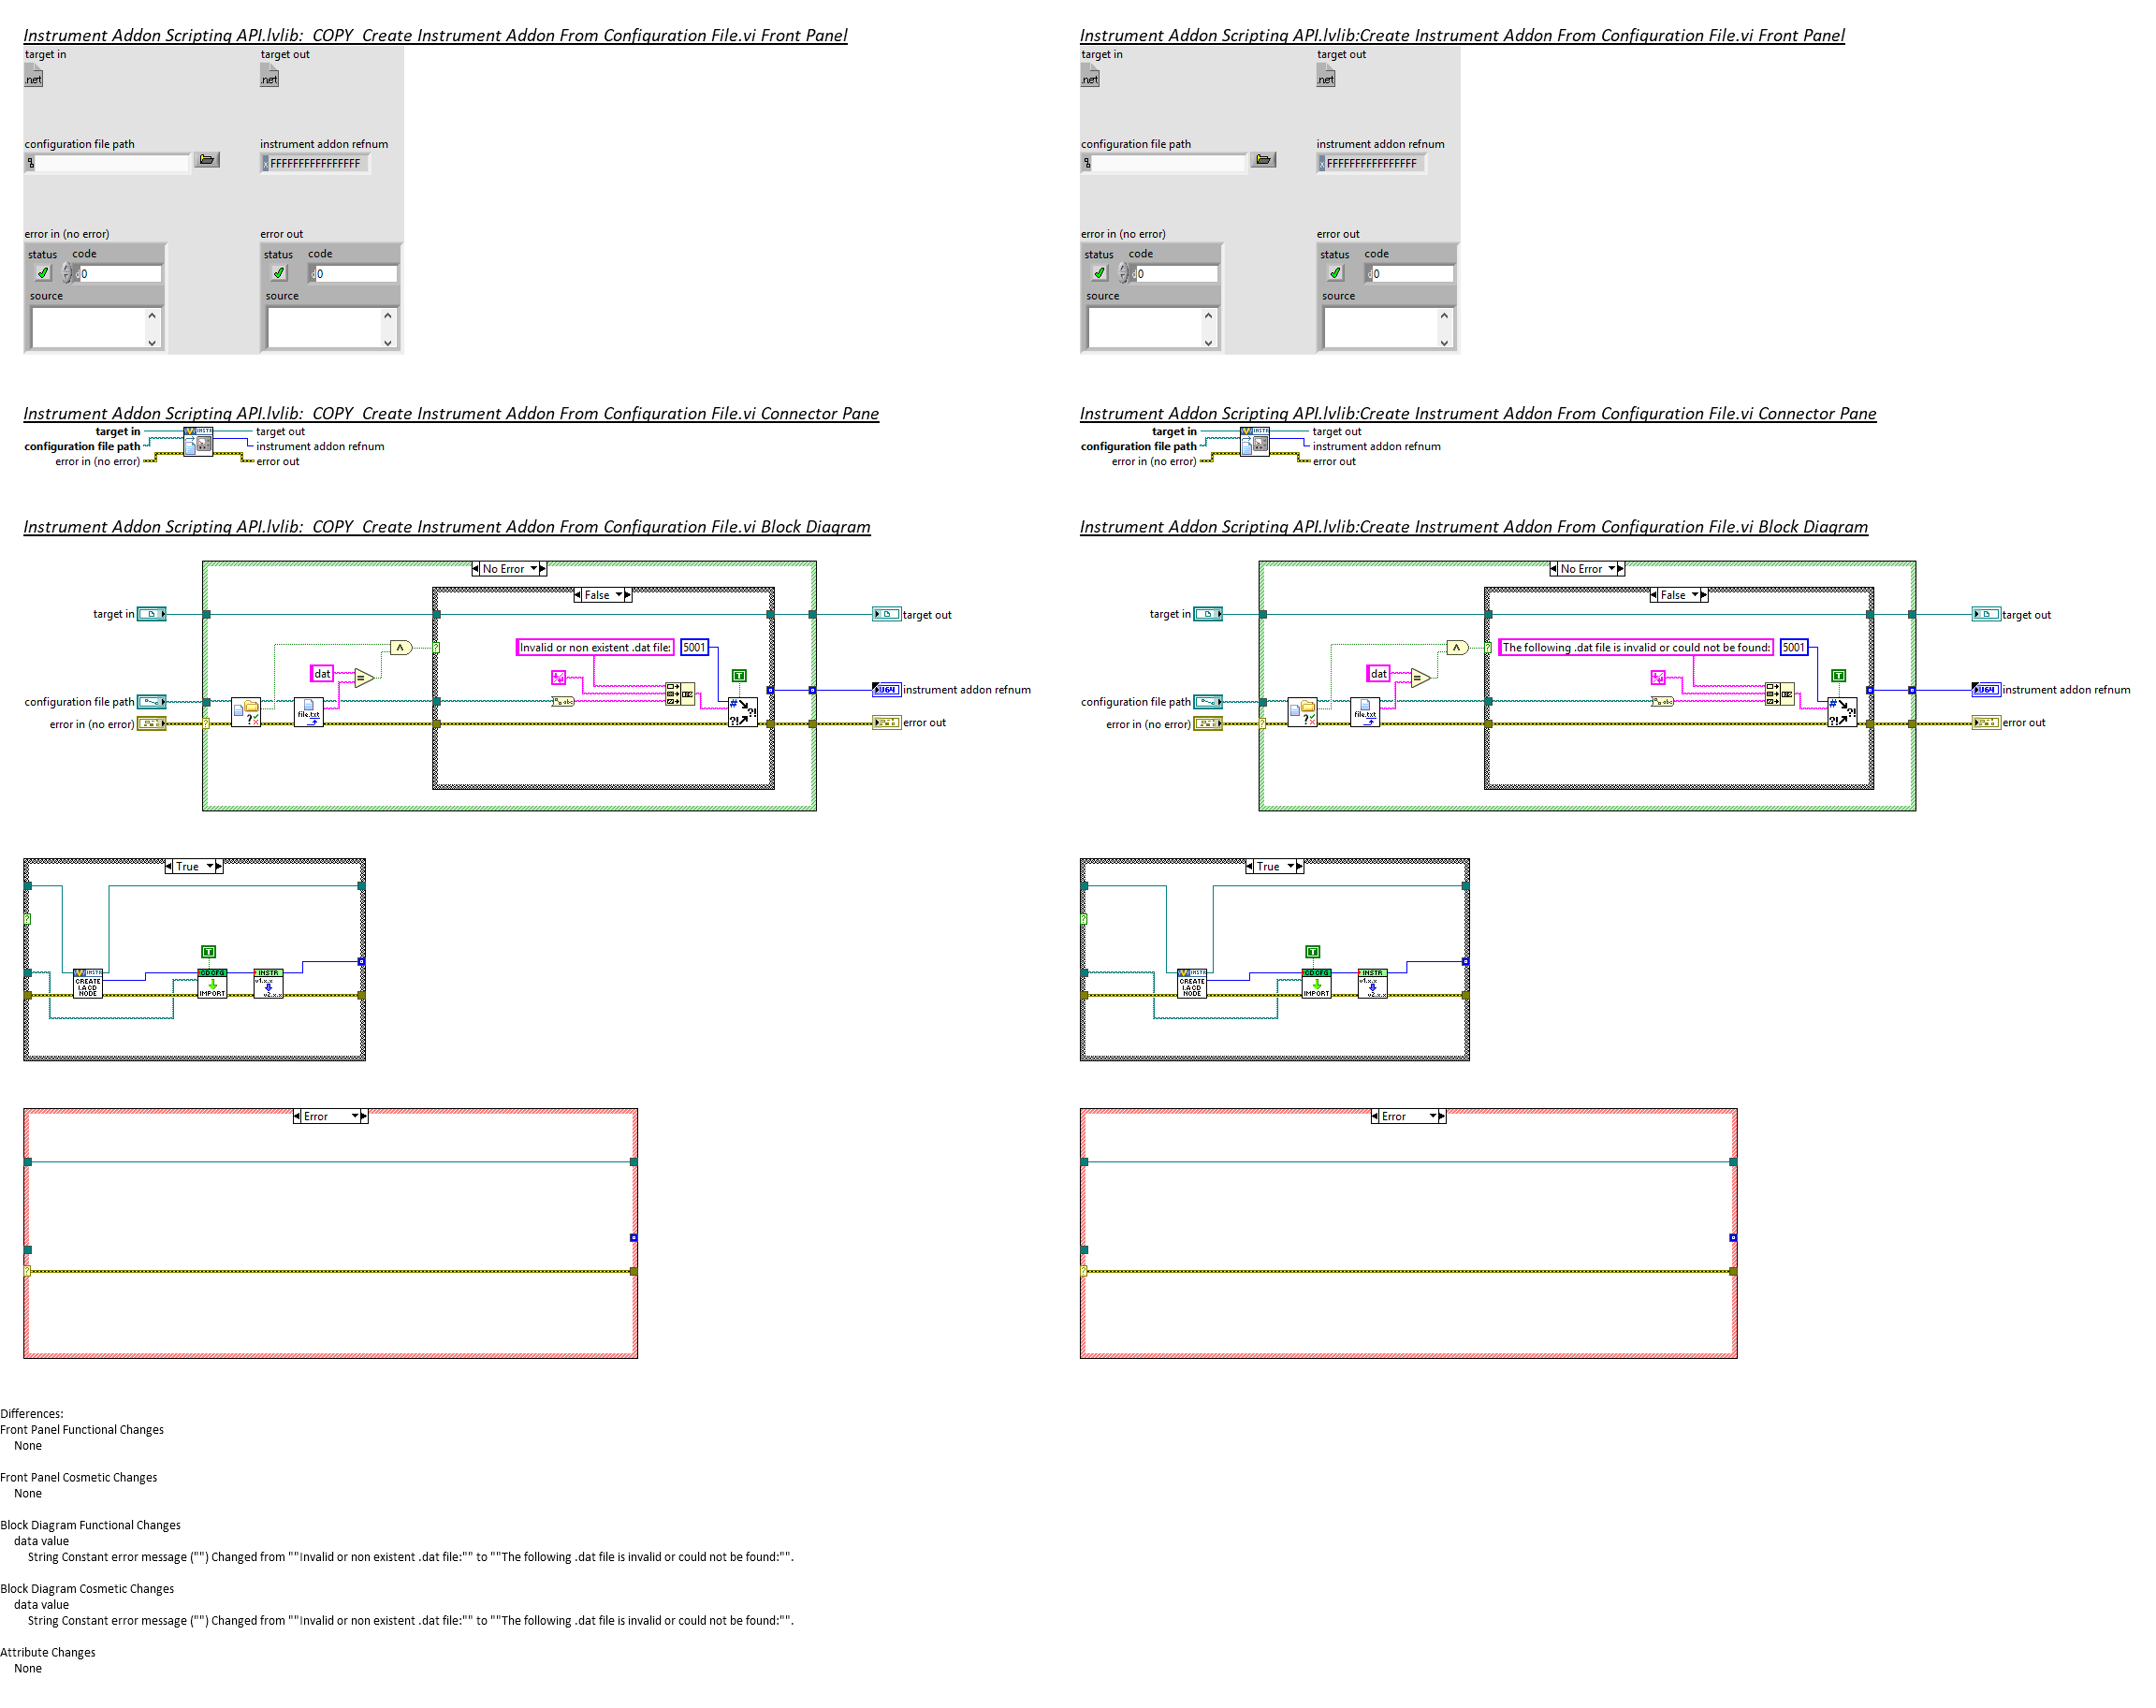 Instrument Addon Scripting API.lvlib:_COPY_Create Instrument Addon From Configuration File.vi Front Panel
target in
target out
.net
.net
configuration file path
instrument addon refnum
x FFFFFFFFFFFFFFFF
error in (no error)
error out
status code
status code
d 0
d 0
source
source
Instrument Addon Scripting API.lvlib:_COPY_Create Instrument Addon From Configuration File.vi Connector Pane
INSTR
target in
target out
configuration file path
instrument addon refnum
error in (no error)
error out
Instrument Addon Scripting API.lvlib:_COPY_Create Instrument Addon From Configuration File.vi Block Diagram
No Error
False
target in
target out
Invalid or non existent .dat file:
5001
dat
T
configuration file path
abc
U64
instrument addon refnum
file.txt
error in (no error)
error out
True
T
INSTR
CREATE
LA CD
NODE
CDCFG
IMPORT
INSTR
v1.x.x
v2.x.x
Error
Instrument Addon Scripting API.lvlib:Create Instrument Addon From Configuration File.vi Front Panel
target in
target out
.net
.net
configuration file path
instrument addon refnum
x FFFFFFFFFFFFFFFF
error in (no error)
error out
status code
status code
d 0
d 0
source
source
Instrument Addon Scripting API.lvlib:Create Instrument Addon From Configuration File.vi Connector Pane
INSTR
target in
target out
configuration file path
instrument addon refnum
error in (no error)
error out
Instrument Addon Scripting API.lvlib:Create Instrument Addon From Configuration File.vi Block Diagram
No Error
False
target in
target out
The following .dat file is invalid or could not be found:
5001
dat
T
configuration file path
abc
U64
instrument addon refnum
file.txt
error in (no error)
error out
True
T
INSTR
CREATE
LA CD
NODE
CDCFG
IMPORT
INSTR
v1.x.x
v2.x.x
Error
Differences:
Front Panel Functional Changes
None
Front Panel Cosmetic Changes
None
Block Diagram Functional Changes
data value
String Constant error message ("") Changed from ""Invalid or non existent .dat file:"" to ""The following .dat file is invalid or could not be found:"".
Block Diagram Cosmetic Changes
data value
String Constant error message ("") Changed from ""Invalid or non existent .dat file:"" to ""The following .dat file is invalid or could not be found:"".
Attribute Changes
None